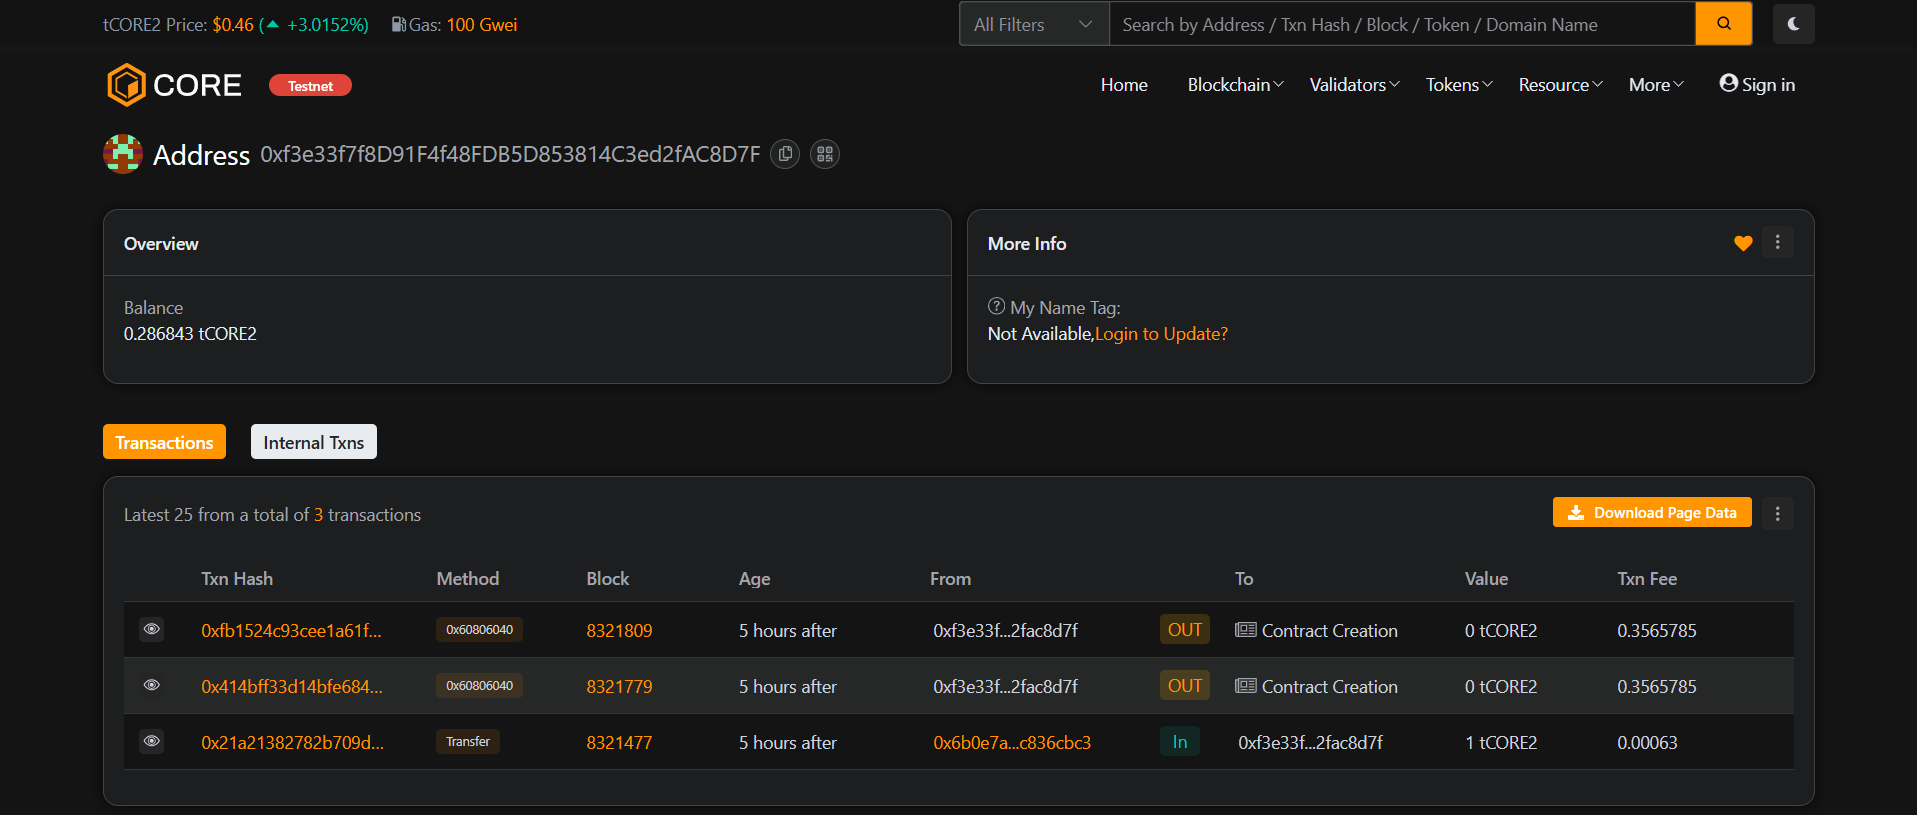 tCORE2 Price: $0.46 (▲ +3.0152%) Gas: 100 Gwei
All Filters Search by Address / Txn Hash / Block / Token / Domain Name
CORE Testnet Home Blockchain Validators Tokens Resource More Sign in
Address 0xf3e33f7f8D91F4f48FDB5D853814C3ed2fAC8D7F
Overview
Balance
0.286843 tCORE2
More Info
My Name Tag:
Not Available,Login to Update?
Transactions Internal Txns
Latest 25 from a total of 3 transactions Download Page Data
Txn Hash Method Block Age From To Value Txn Fee
0xfb1524c93cee1a61f... 0x60806040 8321809 5 hours after 0xf3e33f...2fac8d7f OUT Contract Creation 0 tCORE2 0.3565785
0x414bff33d14bfe684... 0x60806040 8321779 5 hours after 0xf3e33f...2fac8d7f OUT Contract Creation 0 tCORE2 0.3565785
0x21a21382782b709d... Transfer 8321477 5 hours after 0x6b0e7a...c836cbc3 In 0xf3e33f...2fac8d7f 1 tCORE2 0.00063